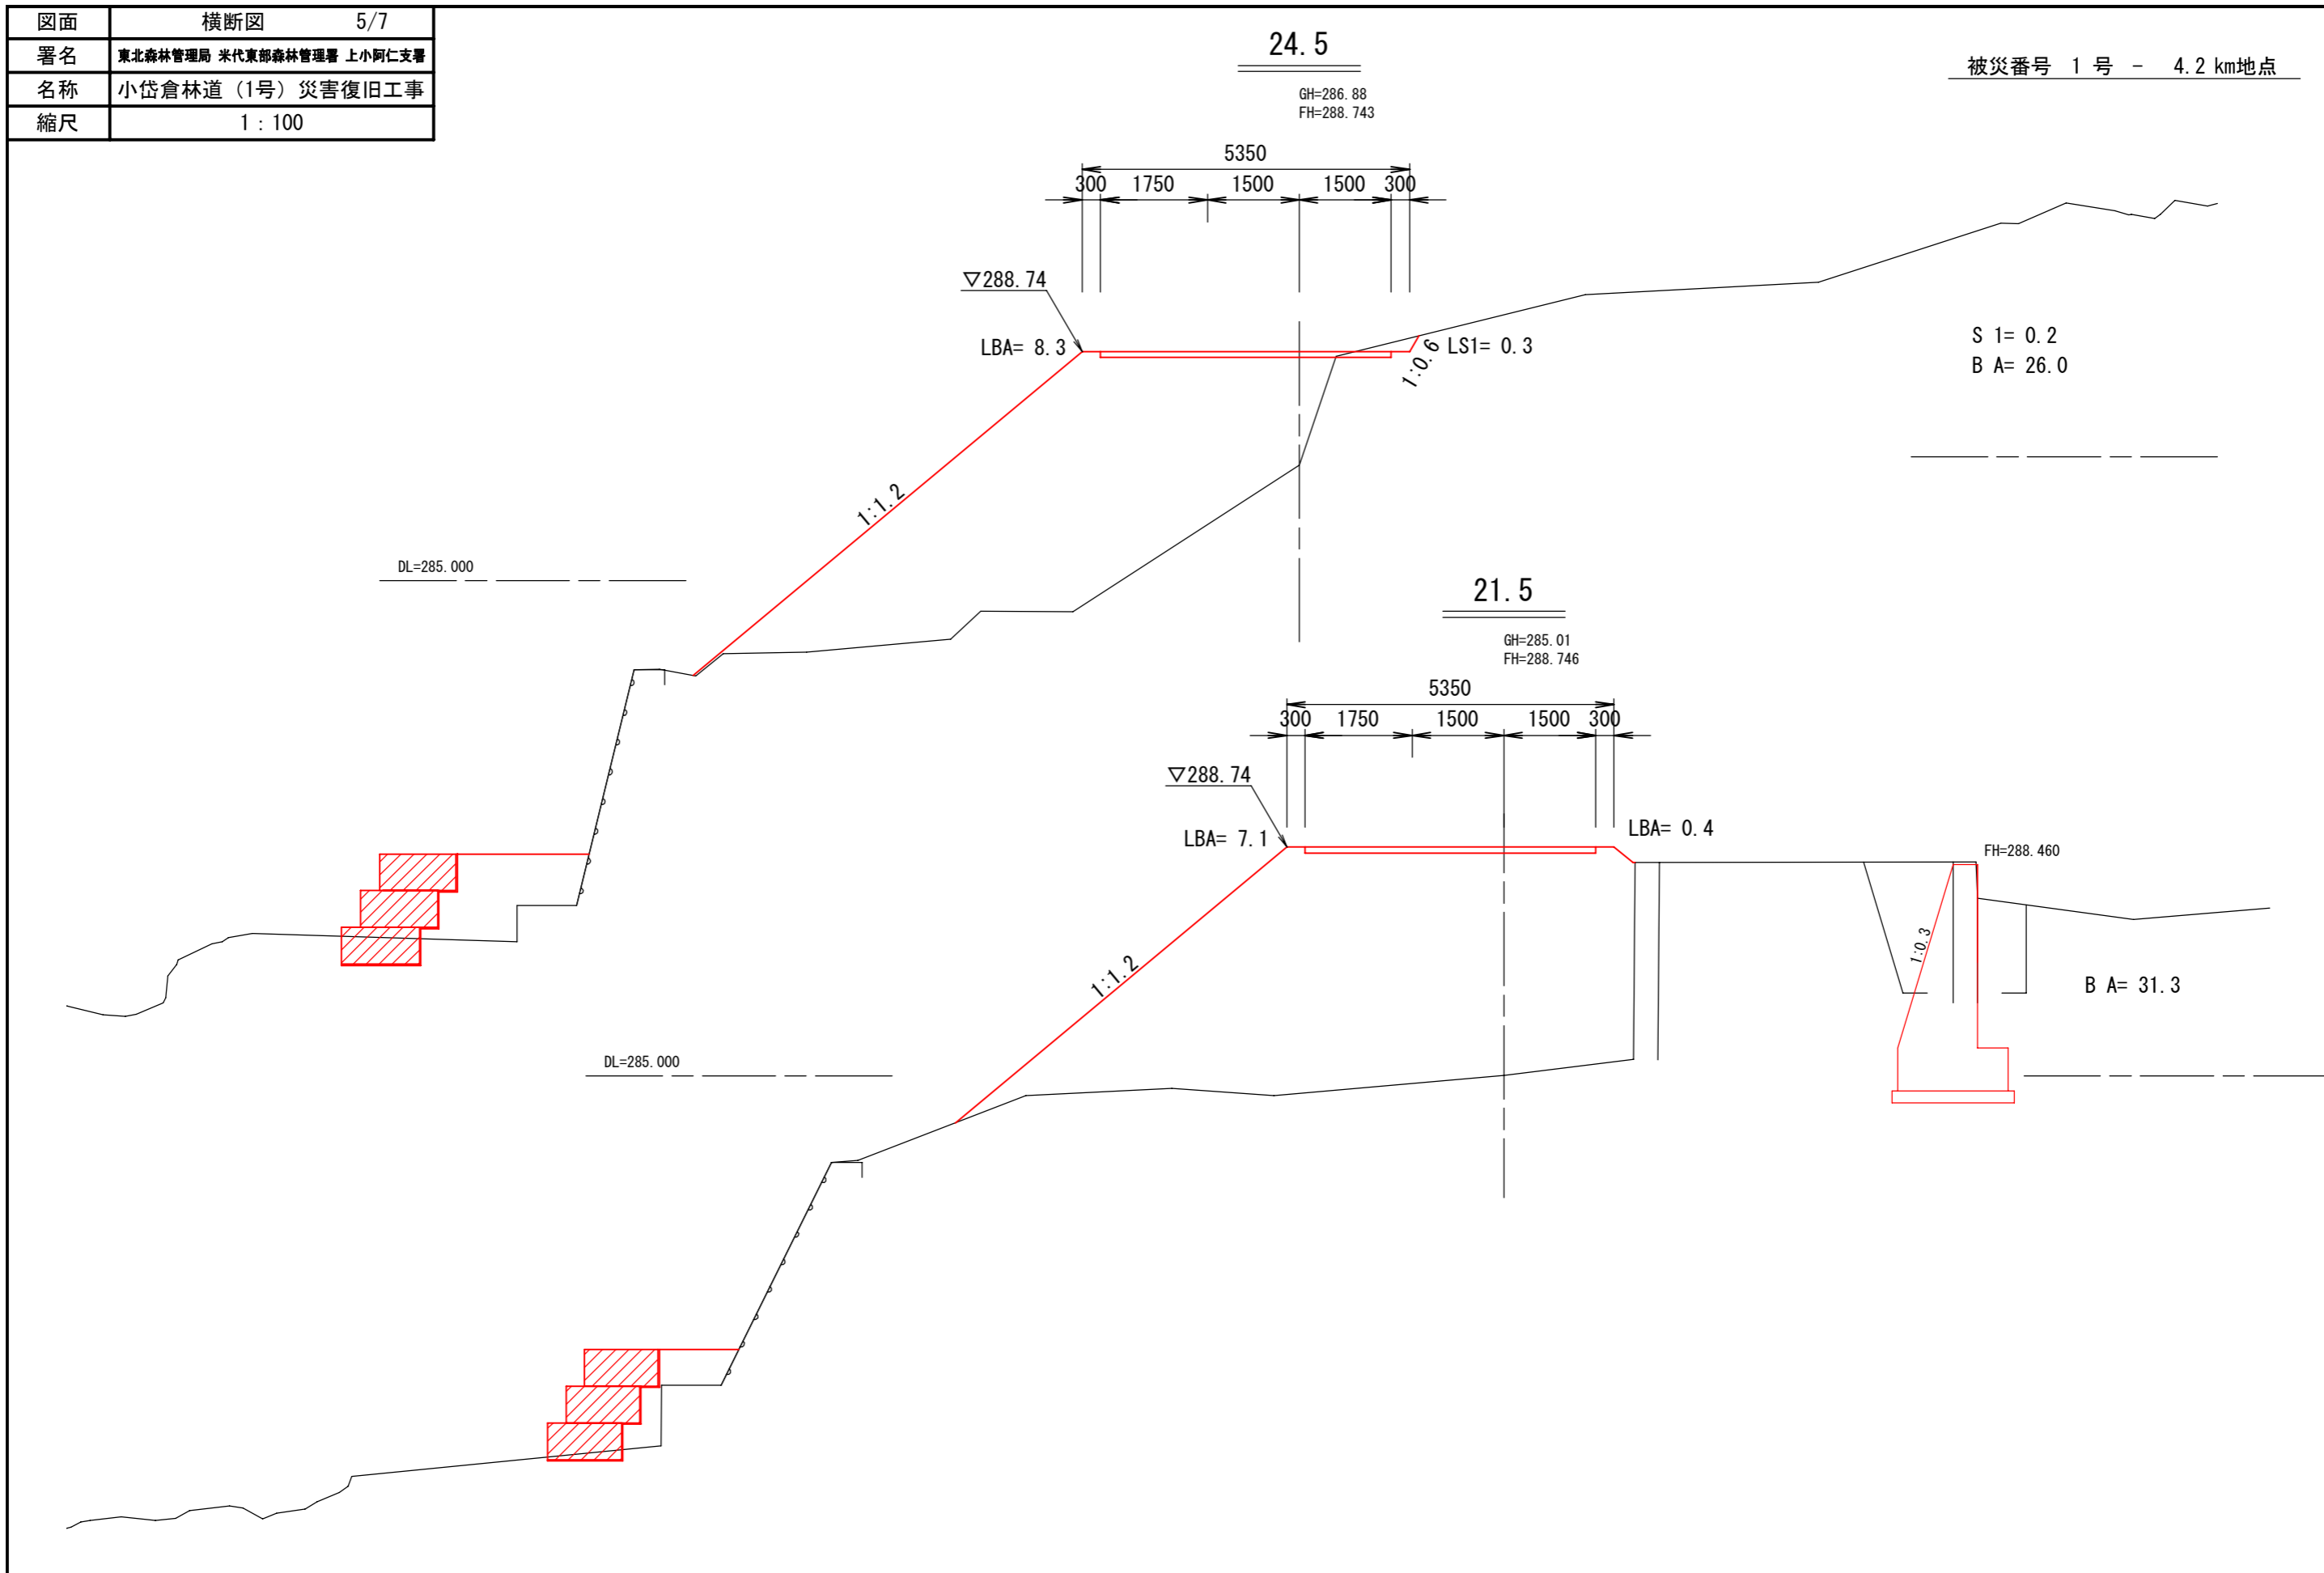 図面 横断図 5/7
署名 東北森林管理局 米代東部森林管理署 上小阿仁支署
名称 小岱倉林道（1号）災害復旧工事
縮尺 1：100
被災番号 1 号 － 4.2 km地点
24.5
GH=286.88
FH=288.743
5350
300 1750 1500 1500 300
▽288.74
LBA= 8.3
1:0.6
LS1= 0.3
S 1= 0.2
B A= 26.0
1:1.2
DL=285.000
21.5
GH=285.01
FH=288.746
5350
300 1750 1500 1500 300
▽288.74
LBA= 7.1
LBA= 0.4
FH=288.460
1:0.3
1:1.2
B A= 31.3
DL=285.000